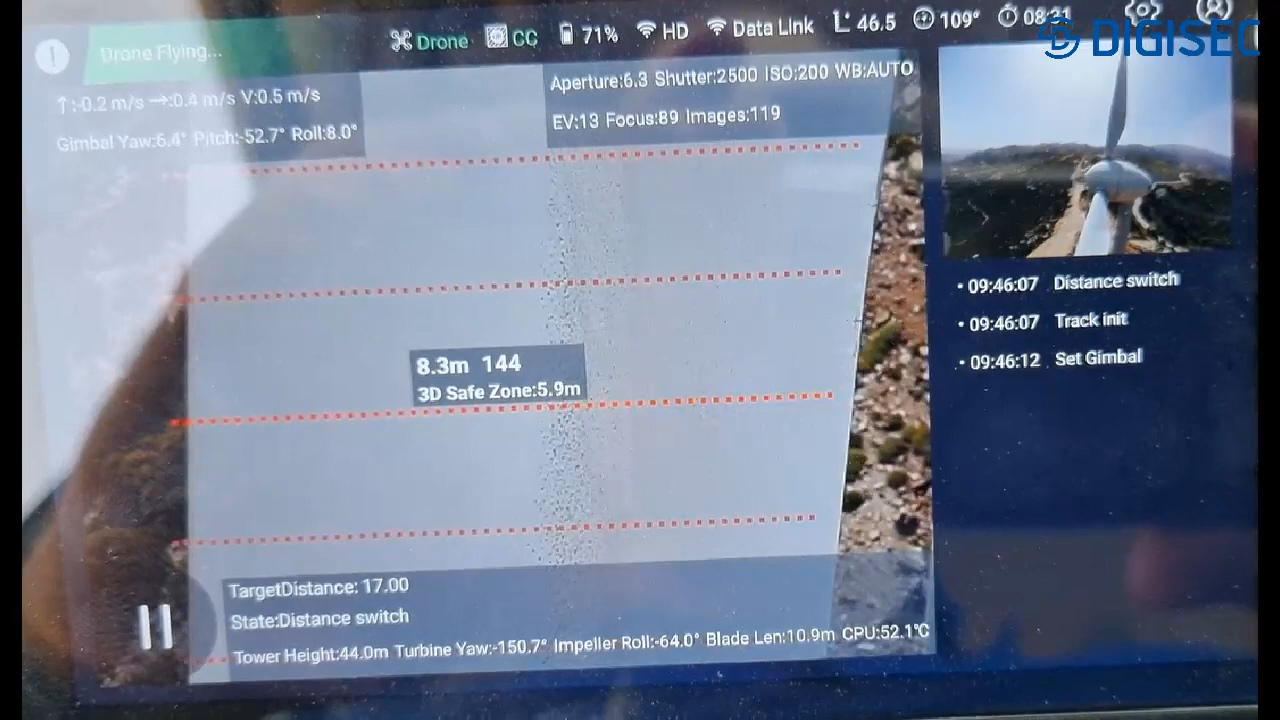 Drone Flying...
Drone CC 71% HD Data Link 46.5 109° 08:21
DIGISEC
↑:-0.2 m/s →:0.4 m/s V:0.5 m/s
Gimbal Yaw:6.4° Pitch:-52.7° Roll:8.0°
Aperture:6.3 Shutter:2500 ISO:200 WB:AUTO
EV:13 Focus:89 Images:119
8.3m 144
3D Safe Zone:5.9m
• 09:46:07 Distance switch
• 09:46:07 Track init
• 09:46:12 Set Gimbal
TargetDistance: 17.00
State:Distance switch
Tower Height:44.0m Turbine Yaw:-150.7° Impeller Roll:-64.0° Blade Len:10.9m CPU:52.1℃